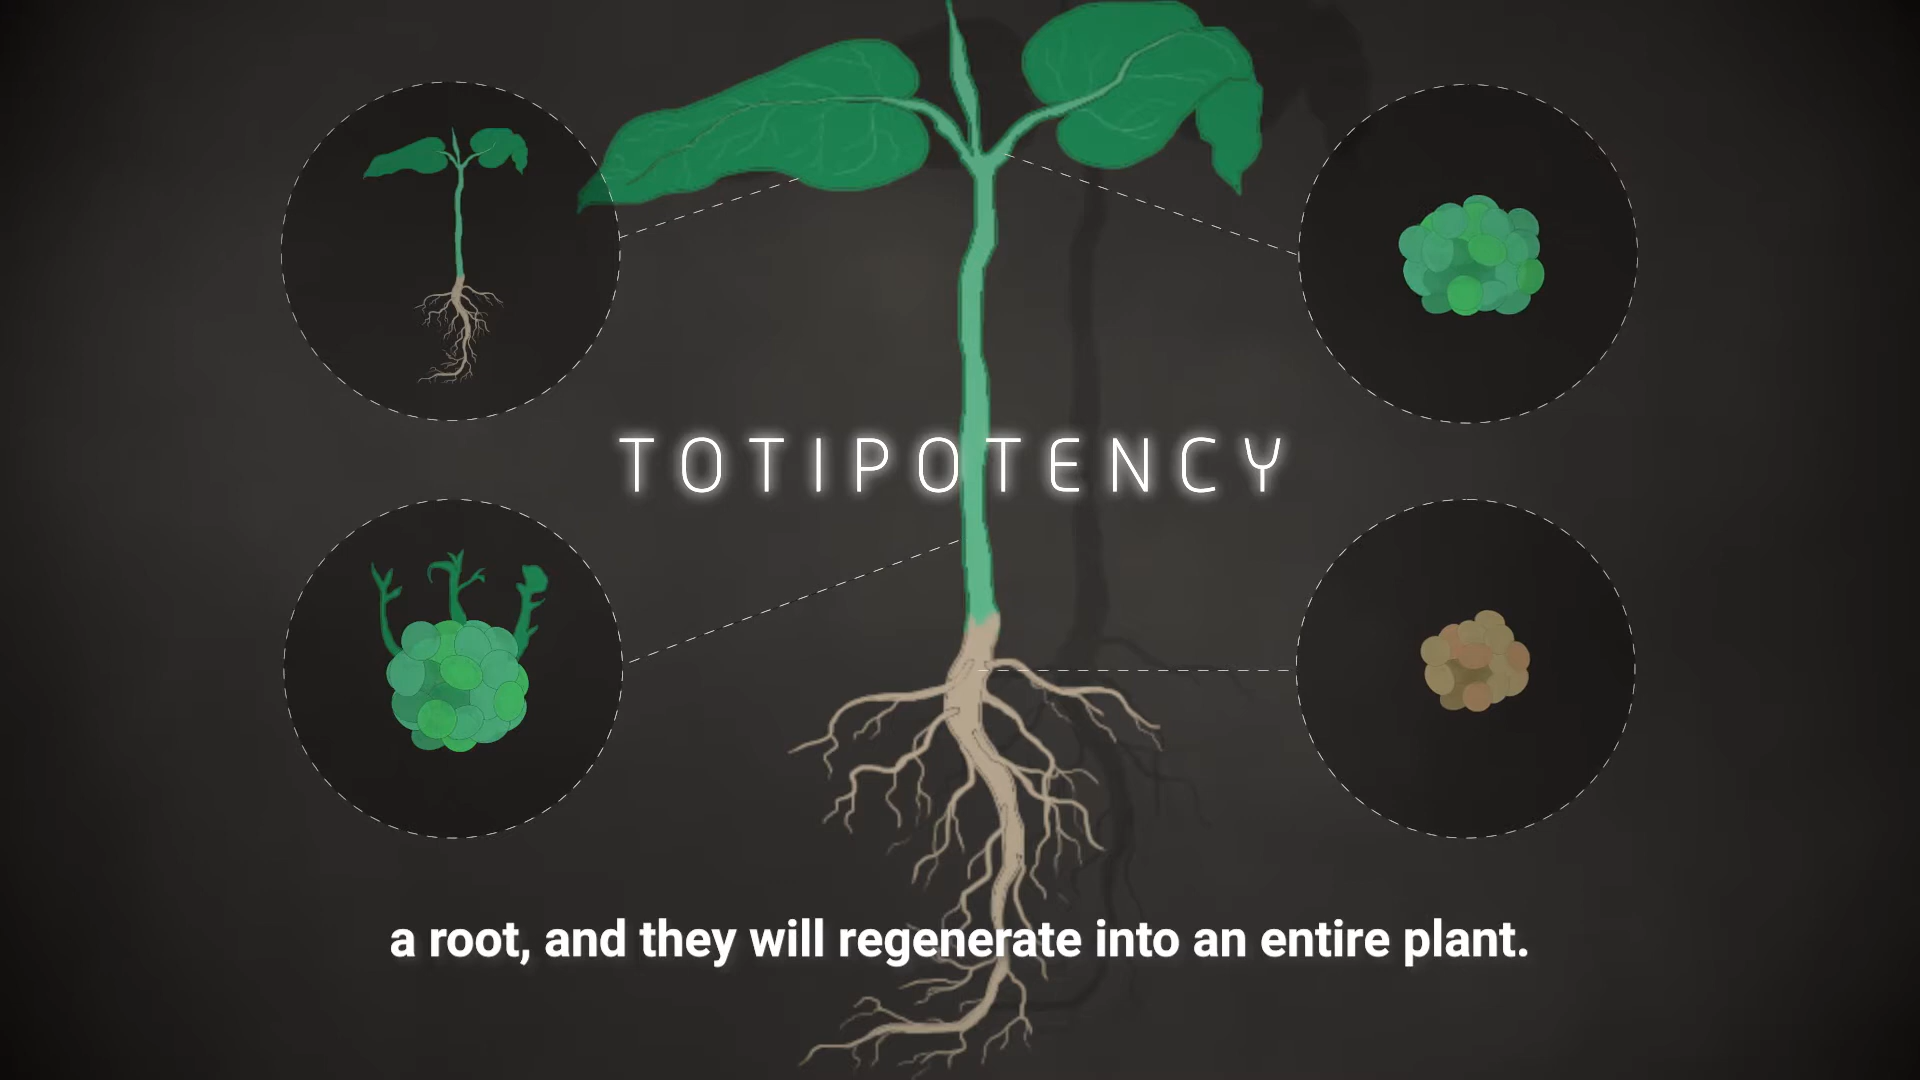 TOTIPOTENCY
a root, and they will regenerate into an entire plant.